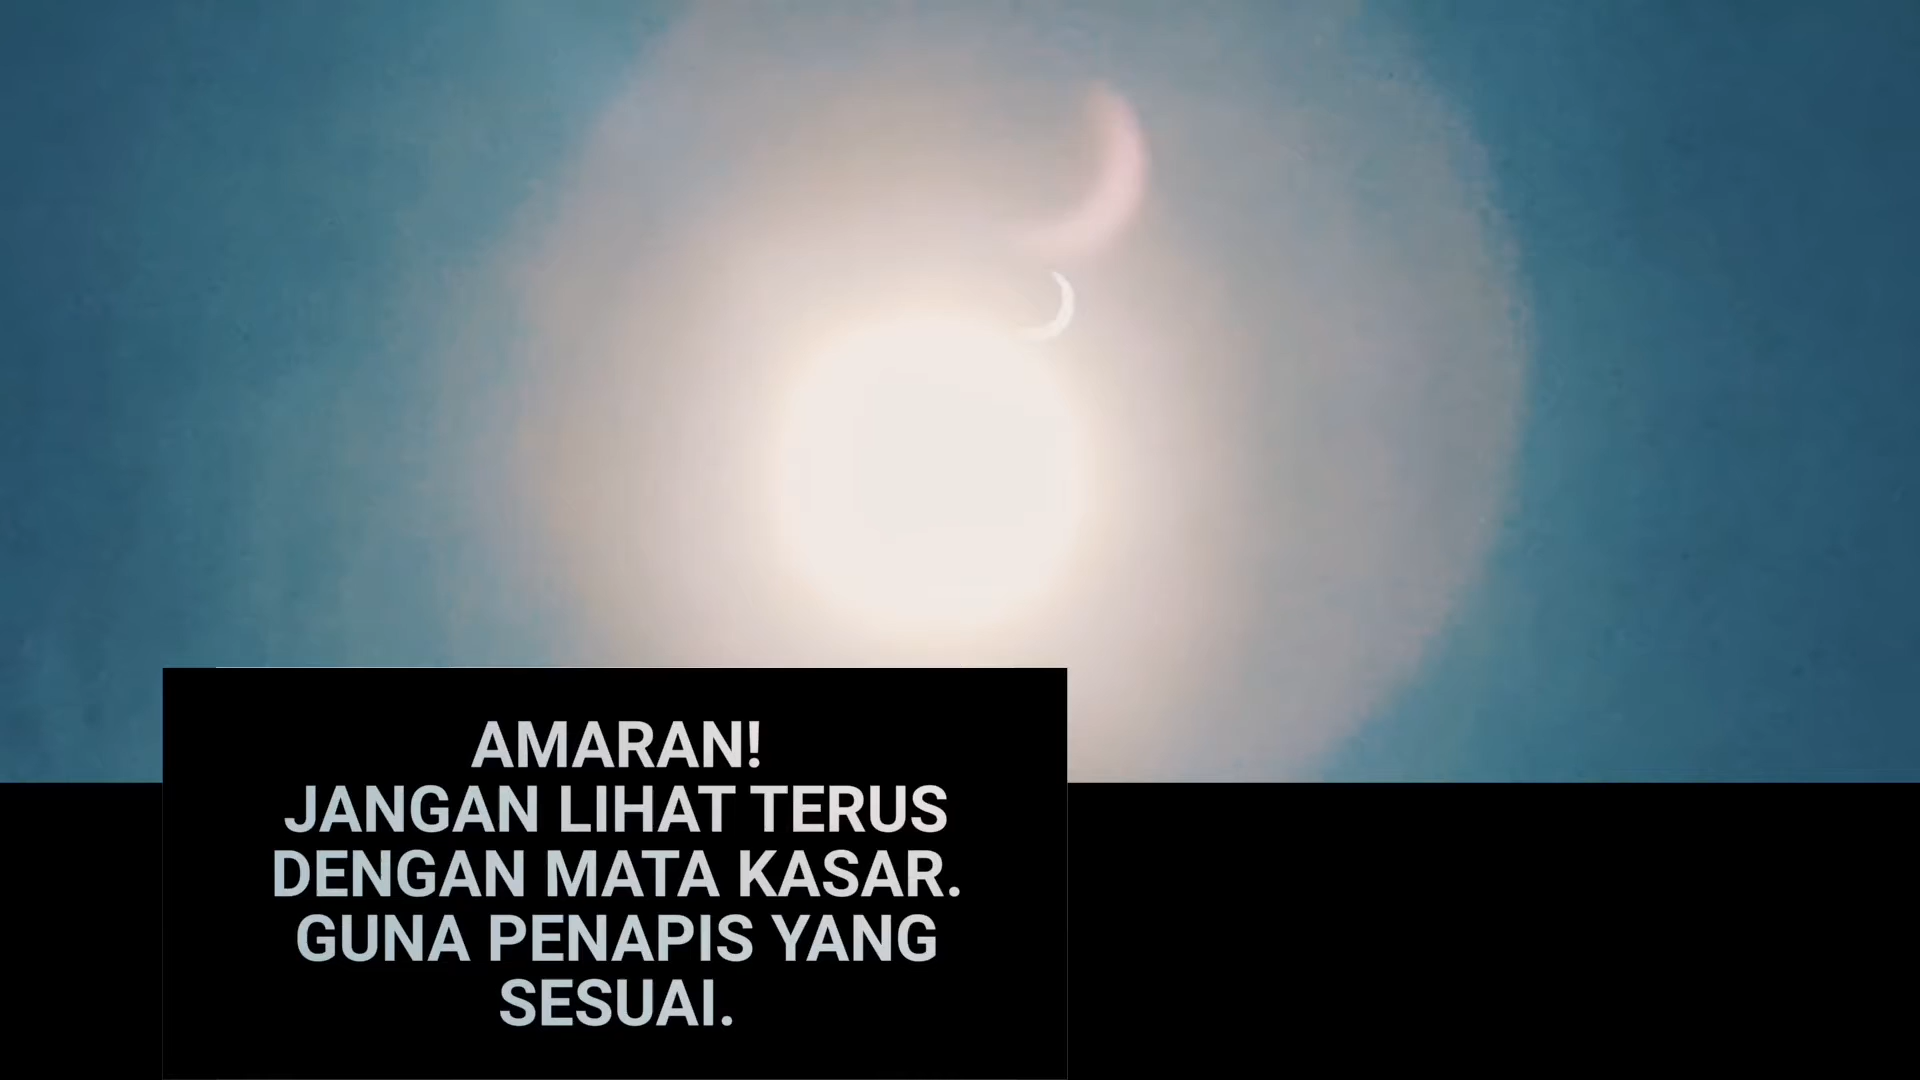 AMARAN!
JANGAN LIHAT TERUS
DENGAN MATA KASAR.
GUNA PENAPIS YANG
SESUAI.